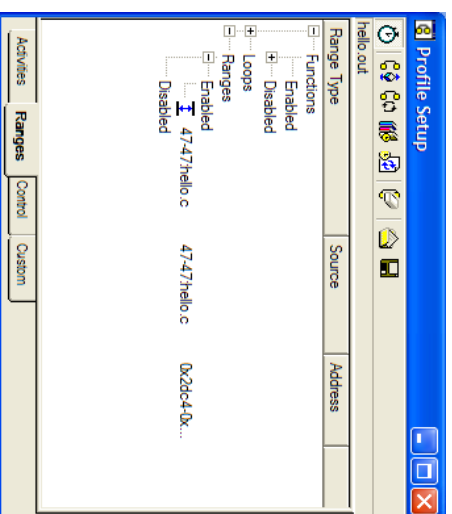 Profile Setup
hello.out
Range Type Source Address
Functions
Enabled
Disabled
Loops
Ranges
Enabled
47-47:hello.c 47-47:hello.c 0x2dc4-0x...
Disabled
Activities Ranges Control Custom